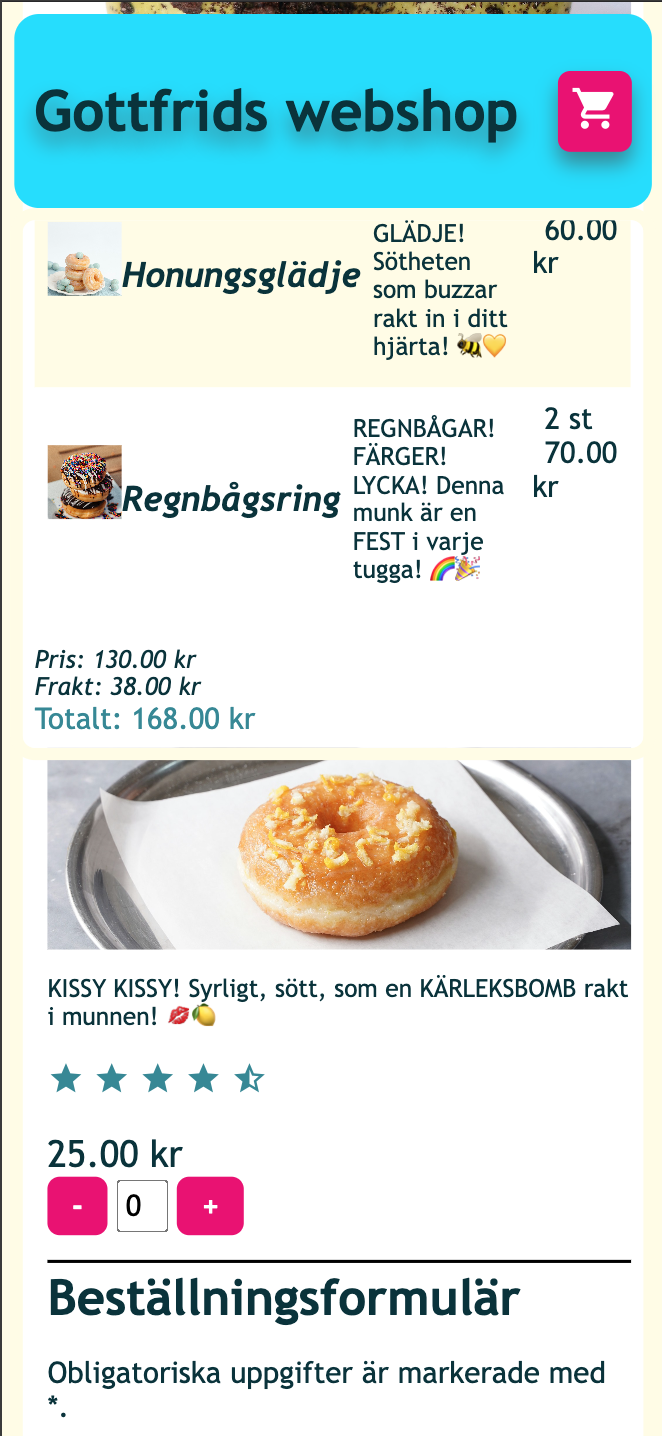 Gottfrids webshop
Honungsglädje
GLÄDJE!
Sötheten
som buzzar
rakt in i ditt
hjärta! 🐝💛
60.00
kr
Regnbågsring
REGNBÅGAR!
FÄRGER!
LYCKA! Denna
munk är en
FEST i varje
tugga! 🌈🎉
2 st
70.00
kr
Pris: 130.00 kr
Frakt: 38.00 kr
Totalt: 168.00 kr
KISSY KISSY! Syrligt, sött, som en KÄRLEKSBOMB rakt
i munnen! 💋🍋
25.00 kr
- 0 +
Beställningsformulär
Obligatoriska uppgifter är markerade med
*.